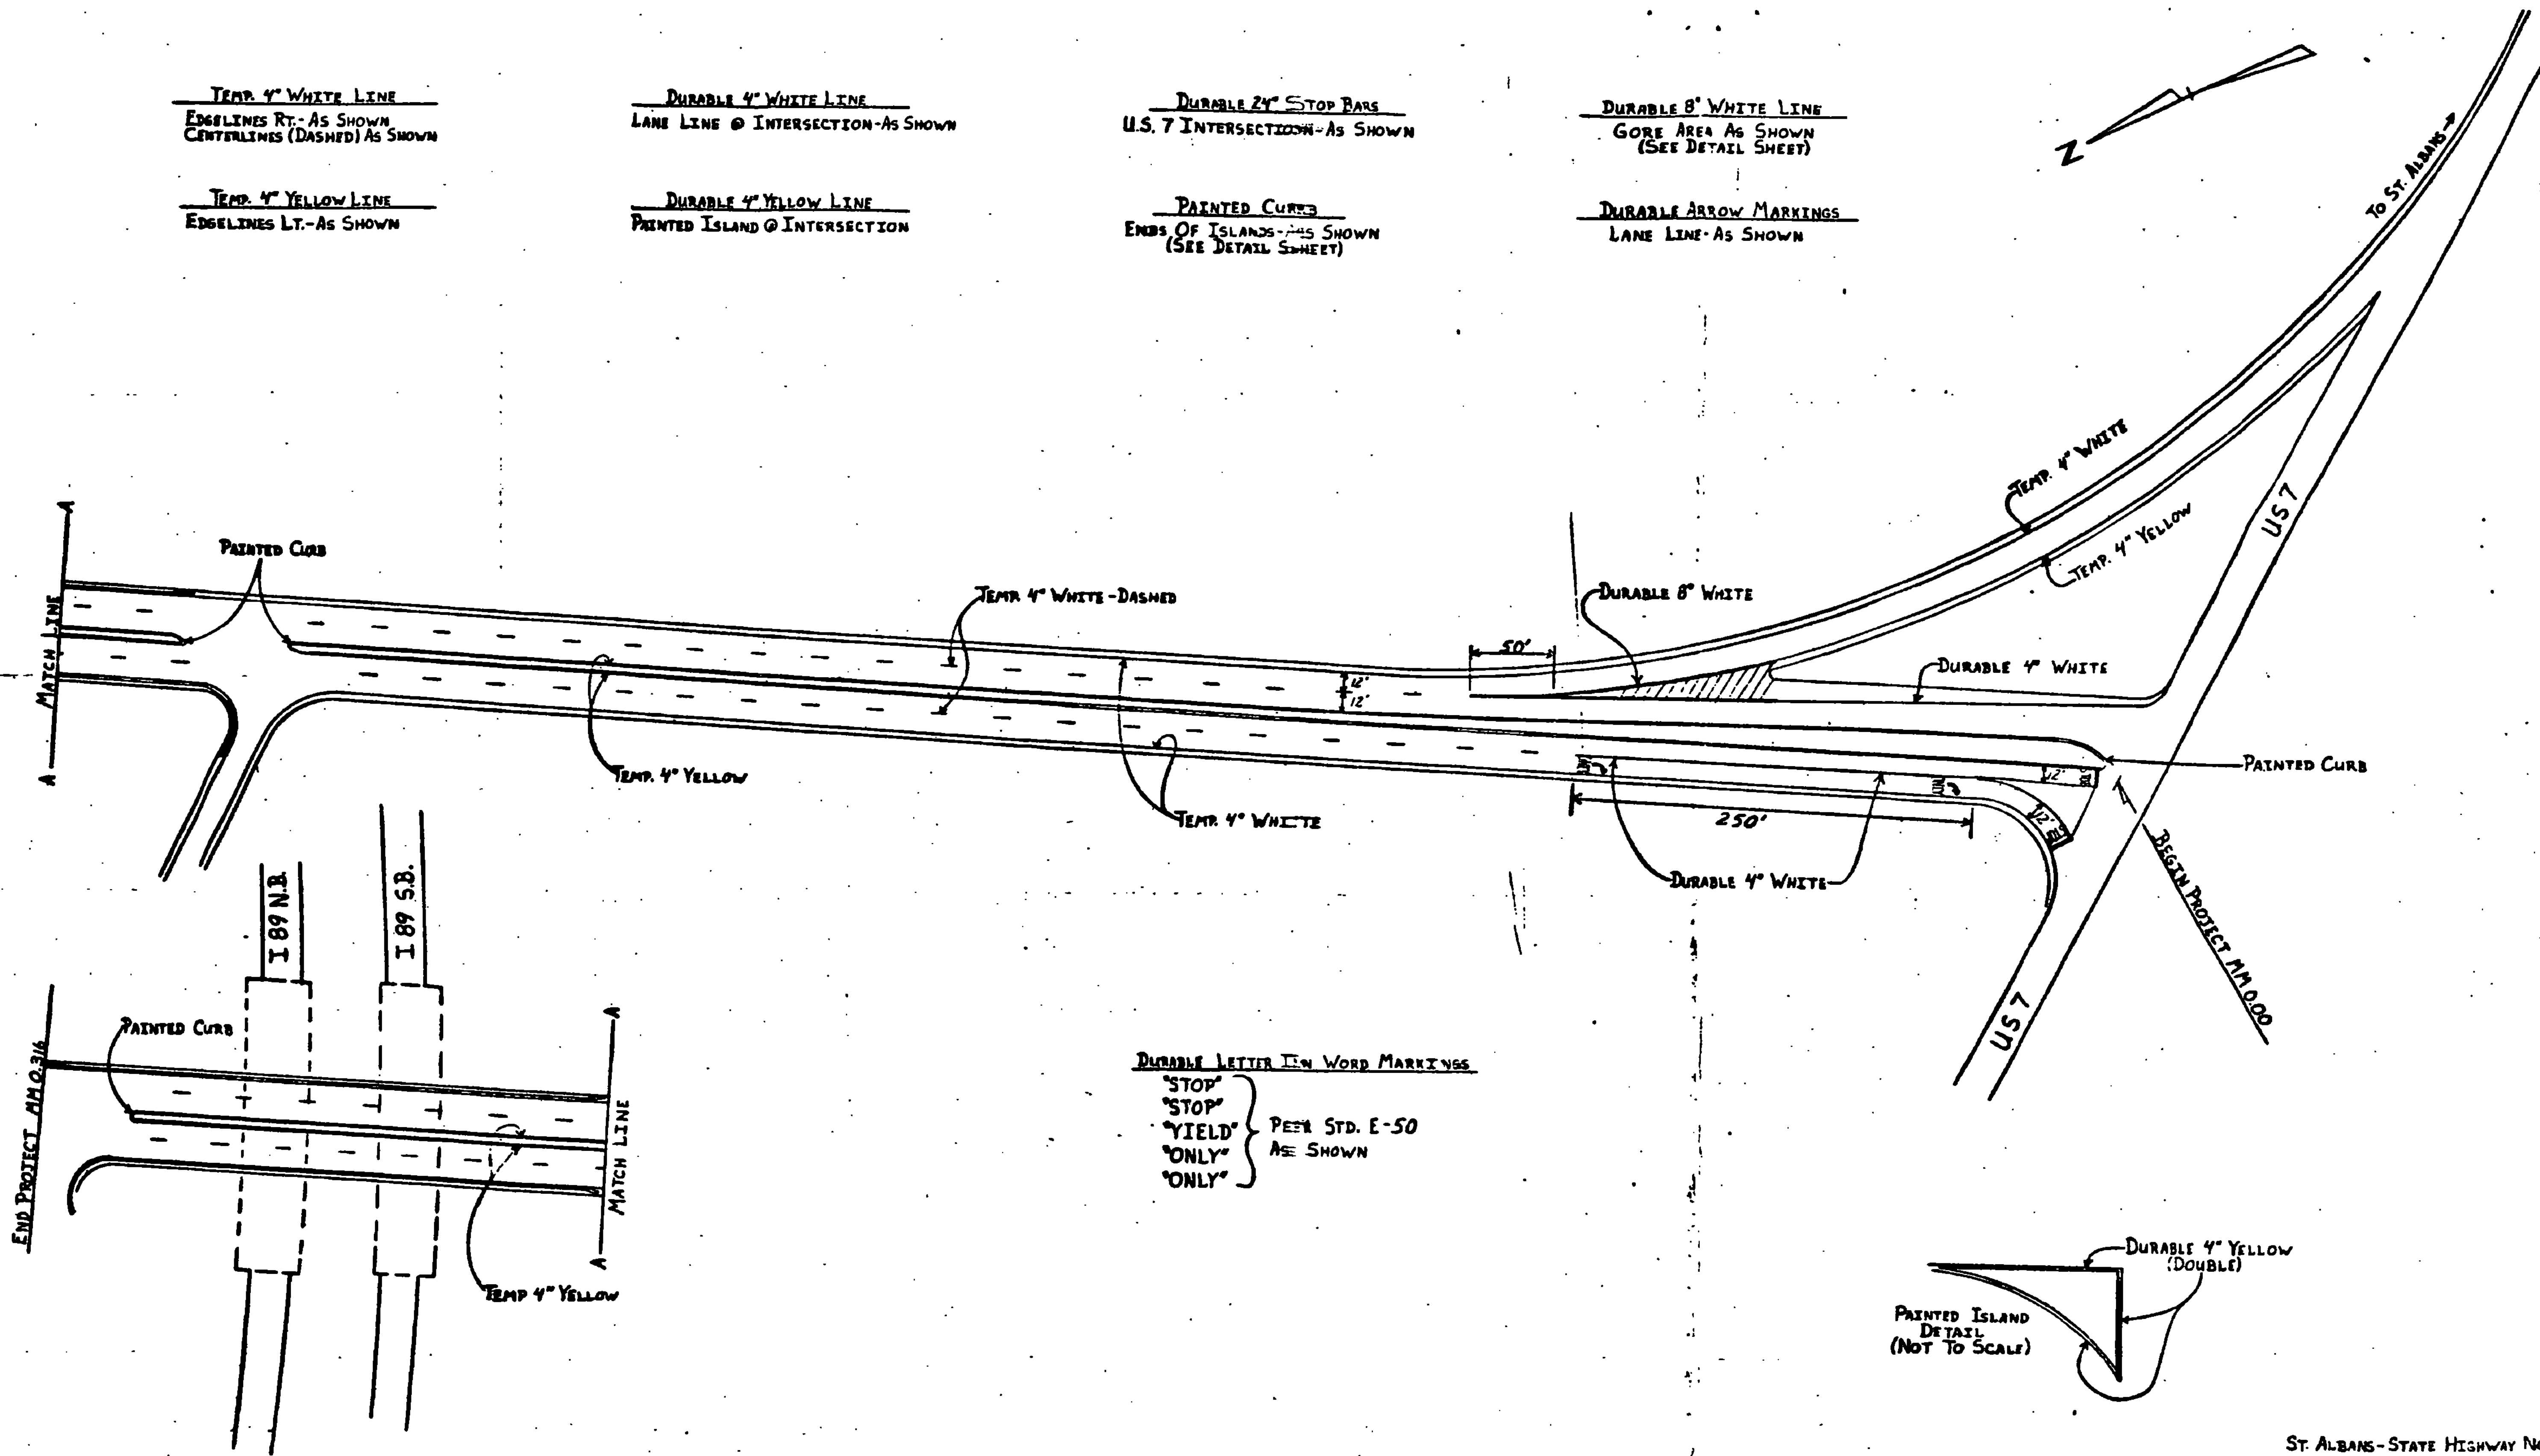 TEMP. 4" WHITE LINE
EDGELINES RT.-AS SHOWN
CENTERLINES (DASHED) AS SHOWN
DURABLE 4" WHITE LINE
LANE LINE @ INTERSECTION-AS SHOWN
DURABLE 24" STOP BARS
U.S. 7 INTERSECTION-AS SHOWN
DURABLE 8" WHITE LINE
GORE AREA AS SHOWN
(SEE DETAIL SHEET)
TEMP. 4" YELLOW LINE
EDGELINES LT.-AS SHOWN
DURABLE 4" YELLOW LINE
PAINTED ISLAND @ INTERSECTION
PAINTED CURB
ENDS OF ISLANDS-AS SHOWN
(SEE DETAIL SHEET)
DURABLE ARROW MARKINGS
LANE LINE-AS SHOWN
N
TO ST. ALBANS →
TEMP. 4" WHITE
TEMP. 4" YELLOW
US 7
A
MATCH LINE
A
PAINTED CURB
TEMP. 4" WHITE-DASHED
DURABLE 8" WHITE
50'
12'
12'
DURABLE 4" WHITE
TEMP. 4" YELLOW
TEMP. 4" WHITE
250'
12'
12'
DURABLE 4" WHITE
PAINTED CURB
BEGIN PROJECT MM 0.00
US 7
I 89 N.B.
I 89 S.B.
END PROJECT MM 0.316
PAINTED CURB
A
MATCH LINE
A
TEMP 4" YELLOW
DURABLE LETTER WORD MARKINGS
"STOP"
"STOP"
"YIELD"
"ONLY"
"ONLY"
PER STD. E-50
AS SHOWN
DURABLE 4" YELLOW
(DOUBLE)
PAINTED ISLAND
DETAIL
(NOT TO SCALE)
ST. ALBANS-STATE HIGHWAY